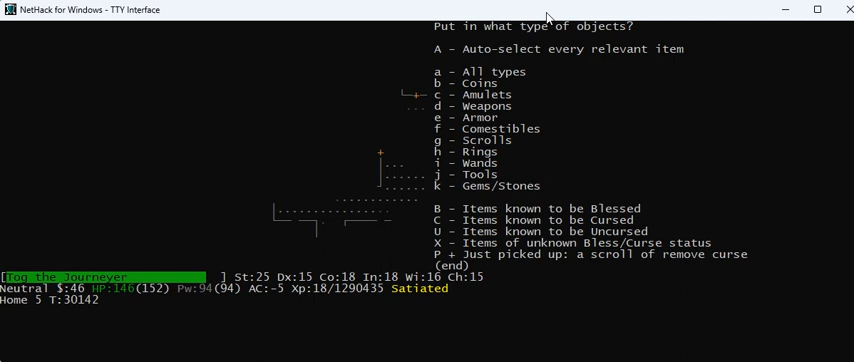 NetHack for Windows - TTY Interface
Put in what type of objects?
A - Auto-select every relevant item
a - All types
b - Coins
c - Amulets
d - Weapons
e - Armor
f - Comestibles
g - Scrolls
h - Rings
i - Wands
j - Tools
k - Gems/Stones
B - Items known to be Blessed
C - Items known to be Cursed
U - Items known to be Uncursed
X - Items of unknown Bless/Curse status
P + Just picked up: a scroll of remove curse
(end)
[Tog the Journeyer ] St:25 Dx:15 Co:18 In:18 Wi:16 Ch:15
Neutral $:46 HP:146(152) Pw:94(94) AC:-5 Xp:18/1290435 Satiated
Home 5 T:30142